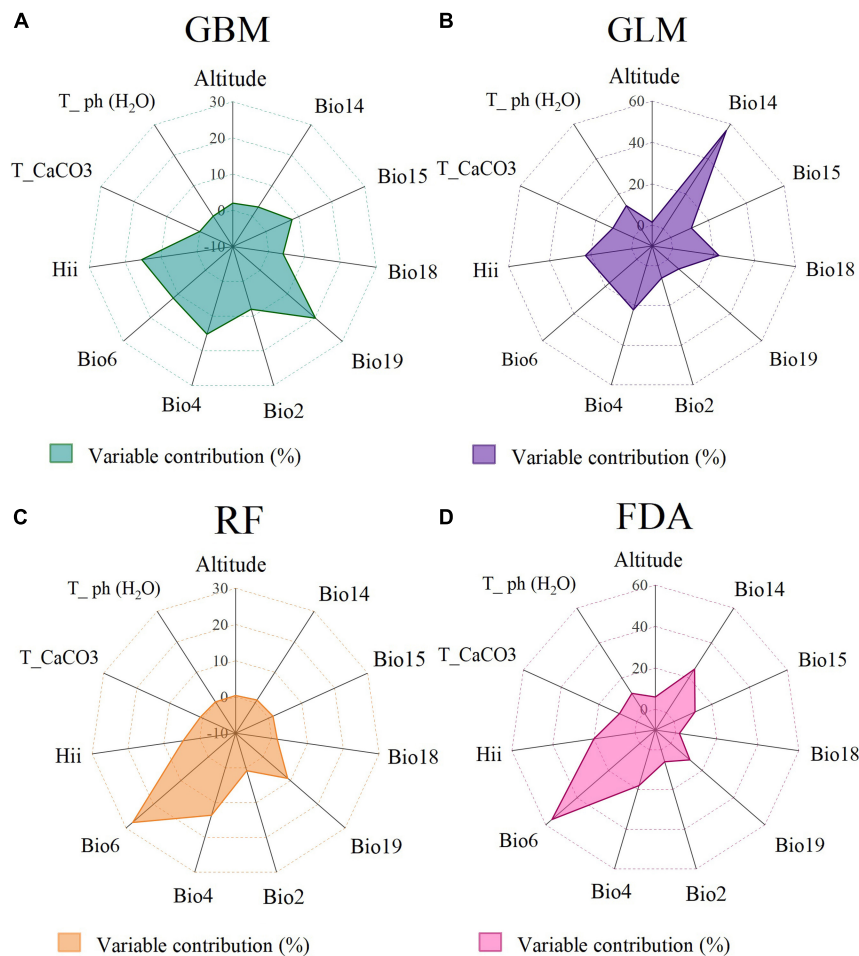 A
GBM
Altitude
Bio14
Bio15
Bio18
Bio19
Bio2
Bio4
Bio6
Hii
T_CaCO3
T_ ph (H₂O)
30
20
10
0
-10
Variable contribution (%)
B
GLM
Altitude
Bio14
Bio15
Bio18
Bio19
Bio2
Bio4
Bio6
Hii
T_CaCO3
T_ ph (H₂O)
60
40
20
0
Variable contribution (%)
C
RF
Altitude
Bio14
Bio15
Bio18
Bio19
Bio2
Bio4
Bio6
Hii
T_CaCO3
T_ ph (H₂O)
30
20
10
0
-10
Variable contribution (%)
D
FDA
Altitude
Bio14
Bio15
Bio18
Bio19
Bio2
Bio4
Bio6
Hii
T_CaCO3
T_ ph (H₂O)
60
40
20
0
Variable contribution (%)